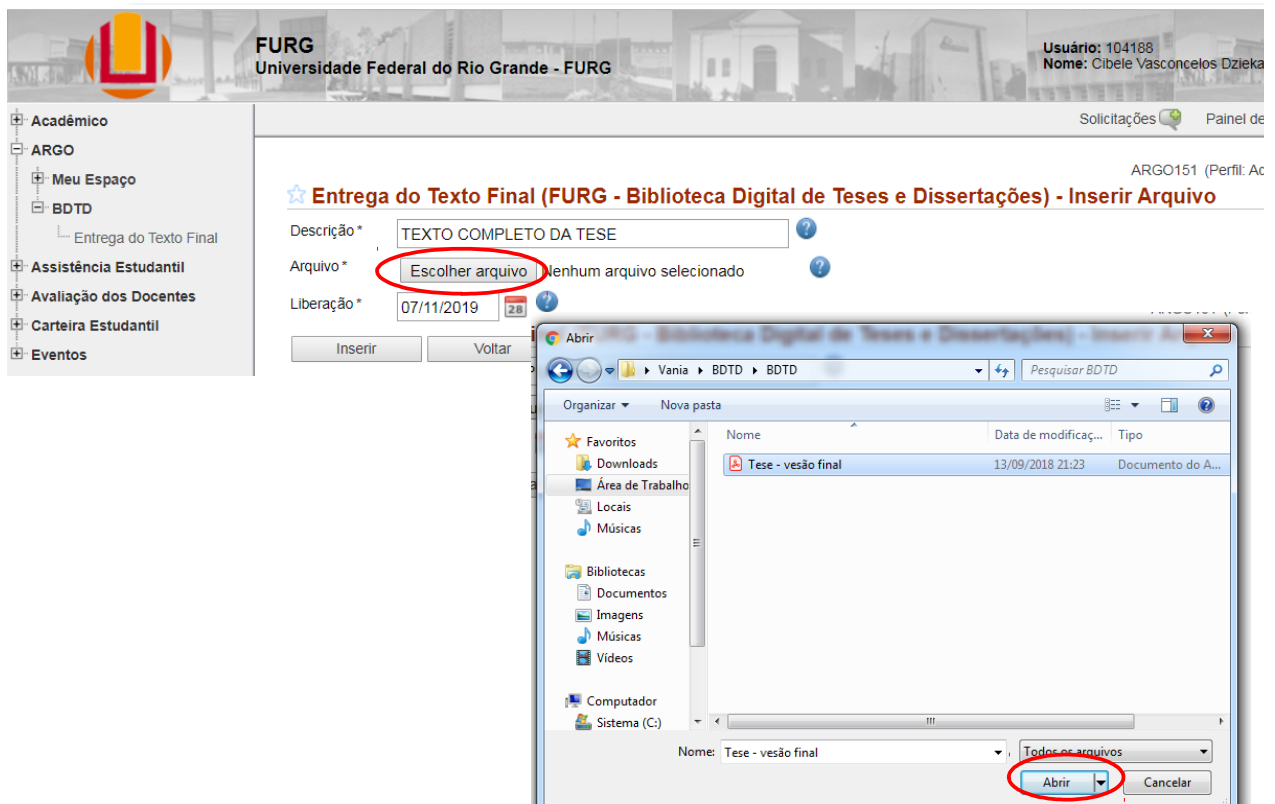 FURG
Universidade Federal do Rio Grande - FURG
Usuário: 104188
Nome: Cibele Vasconcelos Dzieka
Solicitações
Painel de
Acadêmico
ARGO
Meu Espaço
BDTD
Entrega do Texto Final
Assistência Estudantil
Avaliação dos Docentes
Carteira Estudantil
Eventos
ARGO151 (Perfil: Ac
Entrega do Texto Final (FURG - Biblioteca Digital de Teses e Dissertações) - Inserir Arquivo
Descrição * TEXTO COMPLETO DA TESE
Arquivo * Escolher arquivo Nenhum arquivo selecionado
Liberação * 07/11/2019 28
Inserir Voltar
Abrir
Vania BDTD BDTD
Pesquisar BDTD
Organizar Nova pasta
Favoritos
Downloads
Área de Trabalho
Locais
Músicas
Bibliotecas
Documentos
Imagens
Músicas
Vídeos
Computador
Sistema (C:)
Nome Data de modificaç... Tipo
Tese - vesão final 13/09/2018 21:23 Documento do A...
Nome: Tese - vesão final Todos os arquivos
Abrir Cancelar